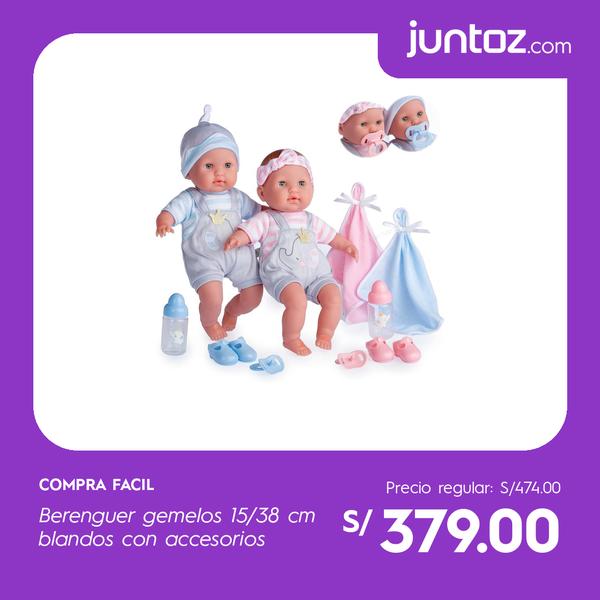 juntoz.com
COMPRA FACIL
Berenguer gemelos 15/38 cm
blandos con accesorios
Precio regular: S/474.00
S/ 379.00